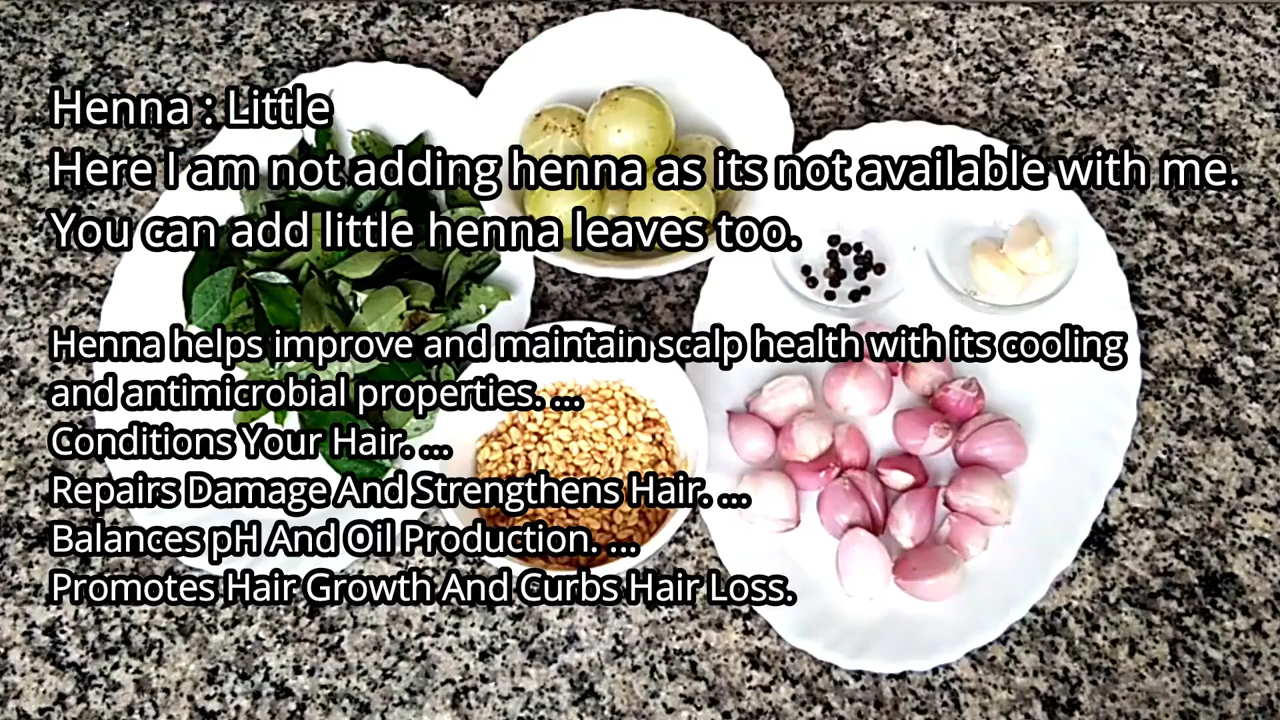 Henna : Little
Here I am not adding henna as its not available with me.
You can add little henna leaves too.
Henna helps improve and maintain scalp health with its cooling
and antimicrobial properties. ...
Conditions Your Hair. ...
Repairs Damage And Strengthens Hair. ...
Balances pH And Oil Production. ...
Promotes Hair Growth And Curbs Hair Loss.